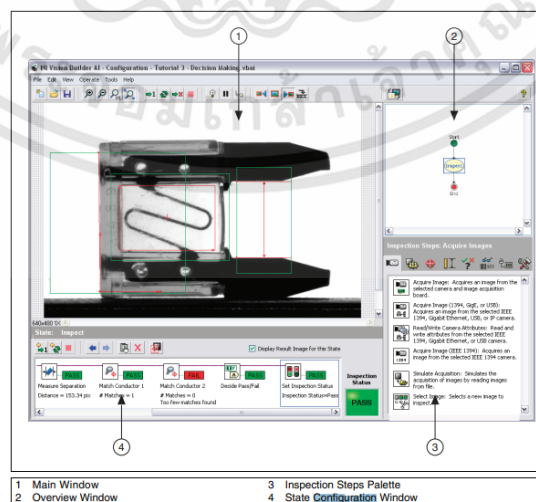 1
2
NI Vision Builder AI - Configuration - Tutorial 3 - Decision Making.vbai
File Edit View Operate Tools Help
Start
Inspect
End
Inspection Steps: Acquire Images
Acquire Image: Acquires an image from the
selected camera and image acquisition
board.
Acquire Image (1394, GigE, or USB):
Acquires an image from the selected IEEE
1394, Gigabit Ethernet, USB, or IP camera.
Read/Write Camera Attributes: Read and
write attributes from the selected IEEE
1394, Gigabit Ethernet, or USB camera.
Acquire Image (IEEE 1394): Acquires an
image from the selected IEEE 1394 camera.
Simulate Acquisition: Simulates the
acquisition of images by reading images
from file.
Select Image: Selects a new image to
inspect.
640x480 1X
State: Inspect
Display Result Image for this State
PASS
PASS
FAIL
PASS
PASS
Measure Separation
Match Conductor 1
Match Conductor 2
Decide Pass/Fail
Set Inspection Status
Distance = 153.34 pix
# Matches = 1
# Matches = 0
Too few matches found
Inspection Status=Pass
Inspection
Status
PASS
4
3
1 Main Window
2 Overview Window
3 Inspection Steps Palette
4 State Configuration Window